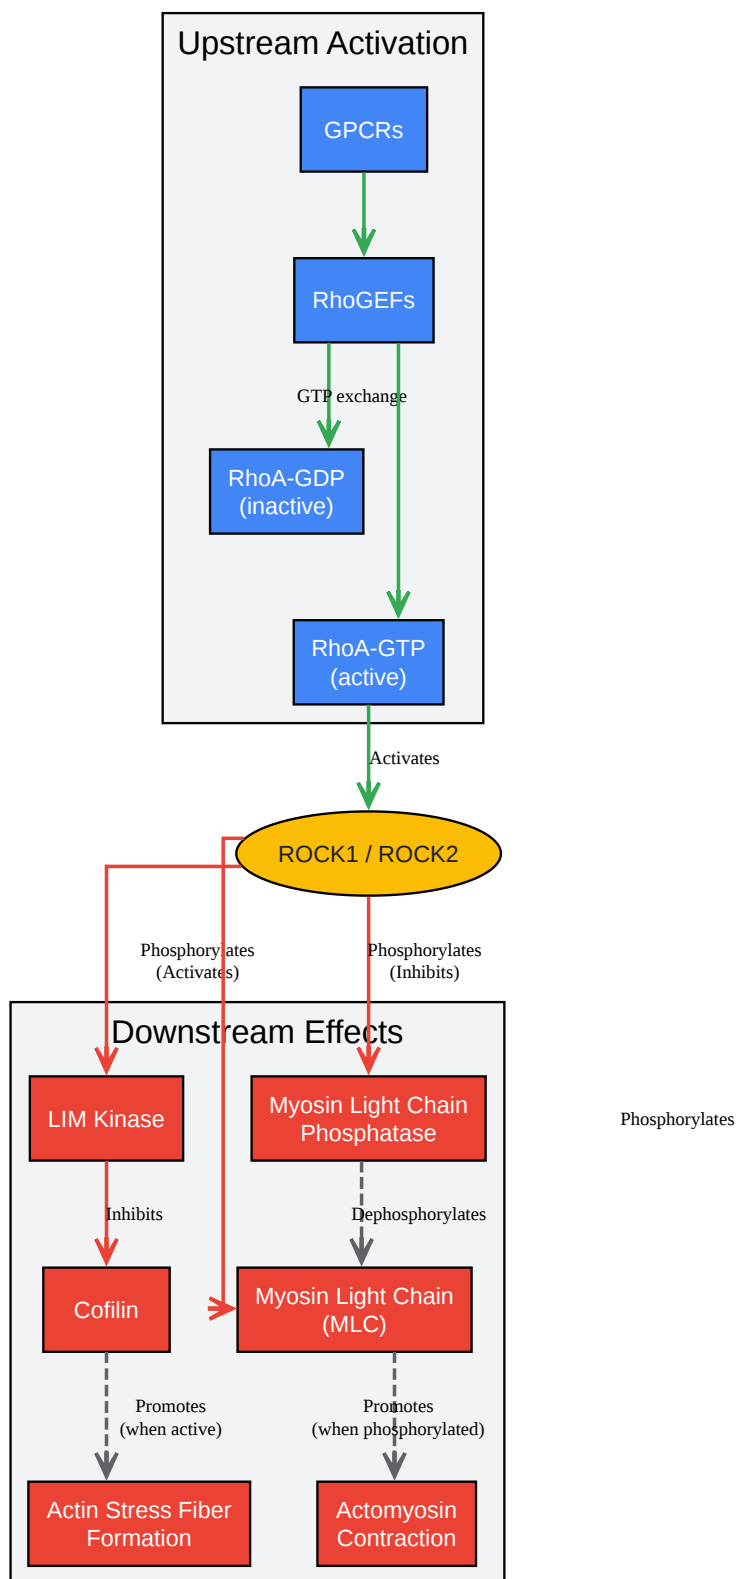 Upstream Activation
GPCRs
RhoGEFs
GTP exchange
RhoA-GDP
(inactive)
RhoA-GTP
(active)
Activates
ROCK1 / ROCK2
Phosphorylates
(Activates)
Phosphorylates
(Inhibits)
Downstream Effects
LIM Kinase
Myosin Light Chain
Phosphatase
Phosphorylates
Inhibits
Dephosphorylates
Cofilin
Myosin Light Chain
(MLC)
Promotes
(when active)
Promotes
(when phosphorylated)
Actin Stress Fiber
Formation
Actomyosin
Contraction